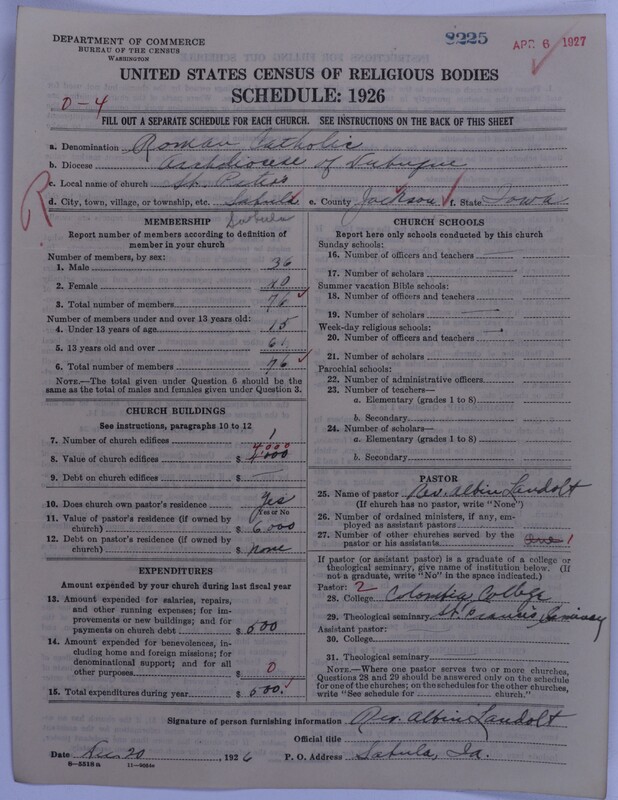 DEPARTMENT OF COMMERCE
BUREAU OF THE CENSUS
WASHINGTON
8225
APR 6 1927
UNITED STATES CENSUS OF RELIGIOUS BODIES
SCHEDULE: 1926
0-4
FILL OUT A SEPARATE SCHEDULE FOR EACH CHURCH. SEE INSTRUCTIONS ON THE BACK OF THIS SHEET
a. Denomination Roman Catholic
b. Diocese Archdiocese of Dubuque
c. Local name of church St. Peters
d. City, town, village, or township, etc. Sabula e. County Jackson f. State Iowa
R
Sabula
MEMBERSHIP
Report number of members according to definition of member in your church
Number of members, by sex:
1. Male 36
2. Female 40
3. Total number of members 76
Number of members under and over 13 years old:
4. Under 13 years of age 15
5. 13 years old and over 61
6. Total number of members 76
NOTE.—The total given under Question 6 should be
the same as the total of males and females given under Question 3.
CHURCH BUILDINGS
See instructions, paragraphs 10 to 12
7. Number of church edifices 1
4,000
8. Value of church edifices $ 4000
9. Debt on church edifices $ —
10. Does church own pastor's residence Yes
Yes or No
11. Value of pastor's residence (if owned by
church) $ 6,000
12. Debt on pastor's residence (if owned by
church) $ none
EXPENDITURES
Amount expended by your church during last fiscal year
13. Amount expended for salaries, repairs,
and other running expenses; for im-
provements or new buildings; and for
payments on church debt $ 600
14. Amount expended for benevolences, in-
cluding home and foreign missions; for
denominational support; and for all
other purposes $ 0
15. Total expenditures during year $ 600.
CHURCH SCHOOLS
Report here only schools conducted by this church
Sunday schools:
16. Number of officers and teachers —
17. Number of scholars —
Summer vacation Bible schools:
18. Number of officers and teachers —
19. Number of scholars —
Week-day religious schools:
20. Number of officers and teachers
21. Number of scholars —
Parochial schools:
22. Number of administrative officers
23. Number of teachers—
a. Elementary (grades 1 to 8)
b. Secondary
24. Number of scholars—
a. Elementary (grades 1 to 8)
b. Secondary
PASTOR
25. Name of pastor Rev. Albin Landolt
(If church has no pastor, write "None")
26. Number of ordained ministers, if any, em-
ployed as assistant pastors
27. Number of other churches served by the
pastor or his assistants 1
If pastor (or assistant pastor) is a graduate of a college or
theological seminary, give name of institution below. (If
not a graduate, write "No" in the space indicated.)
Pastor: 2
28. College Columbia College
29. Theological seminary St. Francis Seminary
Assistant pastor:
30. College
31. Theological seminary
NOTE.—Where one pastor serves two or more churches,
Questions 28 and 29 should be answered only on the schedule
for one of the churches; on the schedules for the other churches,
write "See schedule for church."
Signature of person furnishing information Rev. Albin Landolt
Official title
Date Dec. 20, 1926 P. O. Address Sabula, Ia.
8-5518a 11-9864